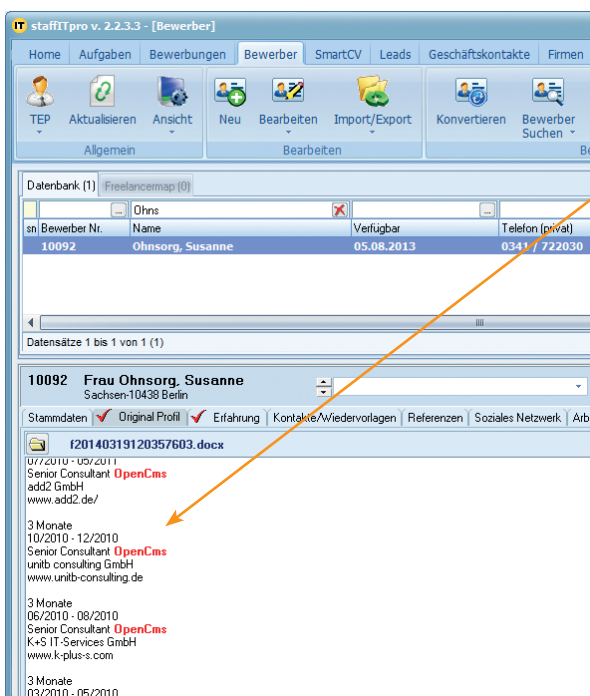 IT staffITpro v. 2.2.3.3 - [Bewerber]
Home Aufgaben Bewerbungen Bewerber SmartCV Leads Geschäftskontakte Firmen
TEP Aktualisieren Ansicht Neu Bearbeiten Import/Export Konvertieren Bewerber Suchen
Allgemein Bearbeiten Be
Datenbank (1) Freelancermap (0)
Ohns
sn Bewerber Nr. Name Verfügbar Telefon (privat)
10092 Ohnsorg, Susanne 05.08.2013 0341 / 722030
Datensätze 1 bis 1 von 1 (1)
10092 Frau Ohnsorg, Susanne
Sachsen-10438 Berlin
Stammdaten Original Profil Erfahrung Kontakte/Wiedervorlagen Referenzen Soziales Netzwerk Arb
f20140319120357603.docx
07/2010 - 05/2011
Senior Consultant OpenCms
add2 GmbH
www.add2.de/
3 Monate
10/2010 - 12/2010
Senior Consultant OpenCms
unitb consulting GmbH
www.unitb-consulting.de
3 Monate
06/2010 - 08/2010
Senior Consultant OpenCms
K+S IT-Services GmbH
www.k-plus-s.com
3 Monate
03/2010 - 05/2010